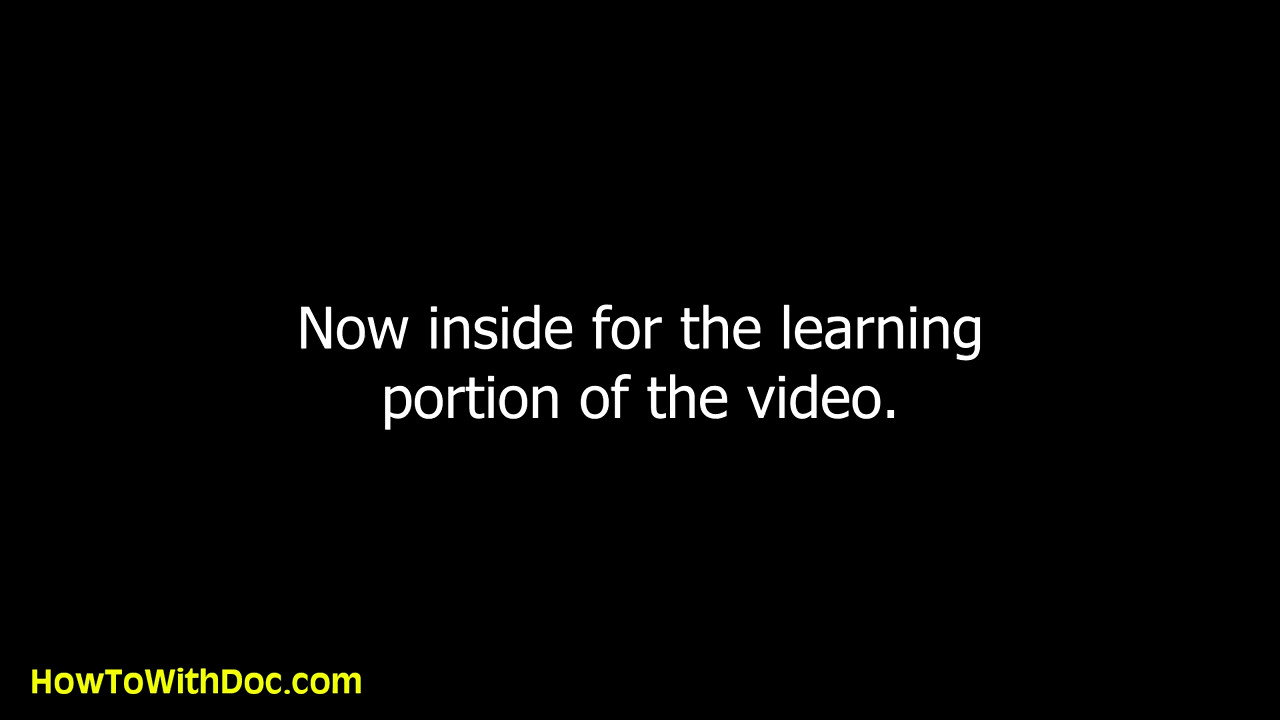 Now inside for the learning
portion of the video.
HowToWithDoc.com